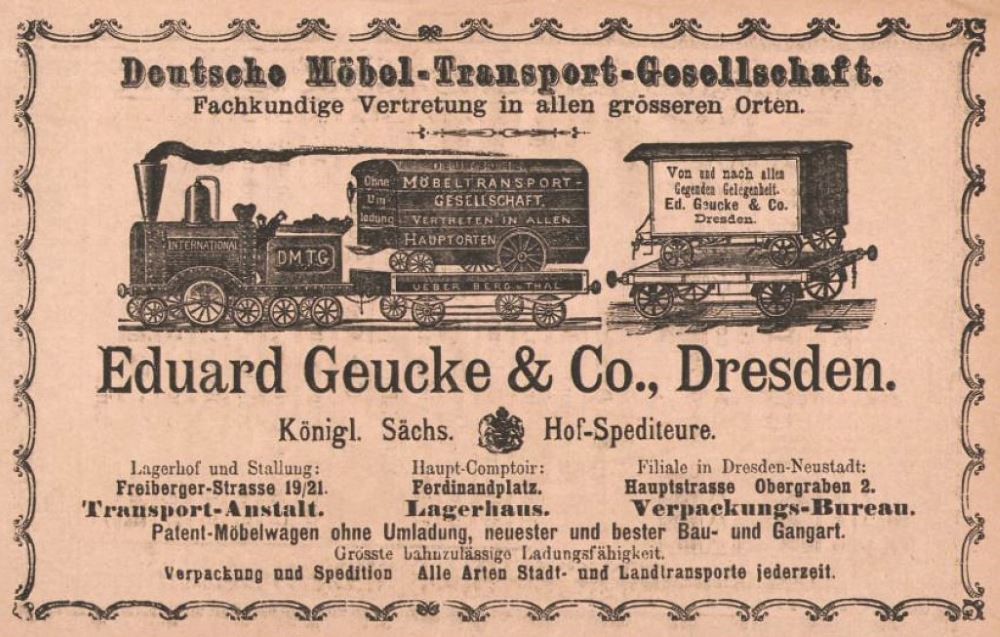 Deutsche Möbel-Transport-Gesellschaft.
Fachkundige Vertretung in allen grösseren Orten.
INTERNATIONAL
D.M.T.G.
Ohne
Um
ladung
MÖBELTRANSPORT-
GESELLSCHAFT.
VERTRETEN IN ALLEN
HAUPTORTEN
UEBER BERG u THAL
Von und nach allen
Gegenden Gelegenheit.
Ed. Geucke & Co.
Dresden.
Eduard Geucke & Co., Dresden.
Königl. Sächs. Hof-Spediteure.
Lagerhof und Stallung: Haupt-Comptoir: Filiale in Dresden-Neustadt:
Freiberger-Strasse 19/21. Ferdinandplatz. Hauptstrasse Obergraben 2.
Transport-Anstalt. Lagerhaus. Verpackungs-Bureau.
Patent-Möbelwagen ohne Umladung, neuester und bester Bau- und Gangart.
Grösste bahnzulässige Ladungsfähigkeit.
Verpackung und Spedition Alle Arten Stadt- und Landtransporte jederzeit.